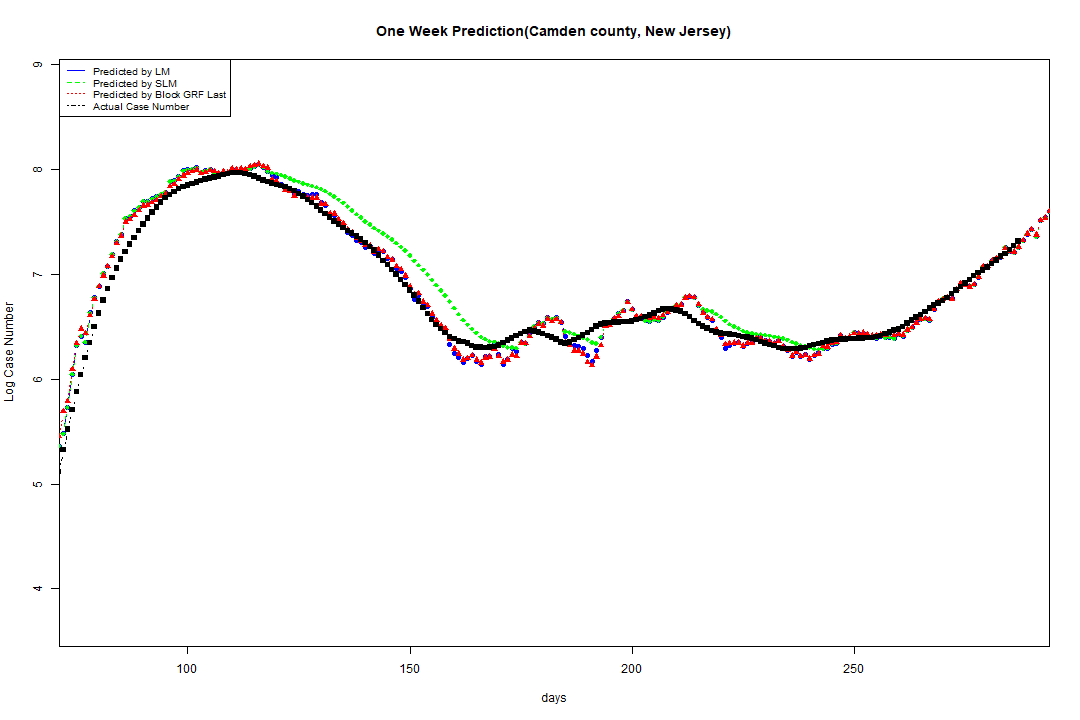 One Week Prediction(Camden county, New Jersey)
Predicted by LM
Predicted by SLM
Predicted by Block GRF Last
Actual Case Number
9
8
7
6
5
4
Log Case Number
100 150 200 250
days